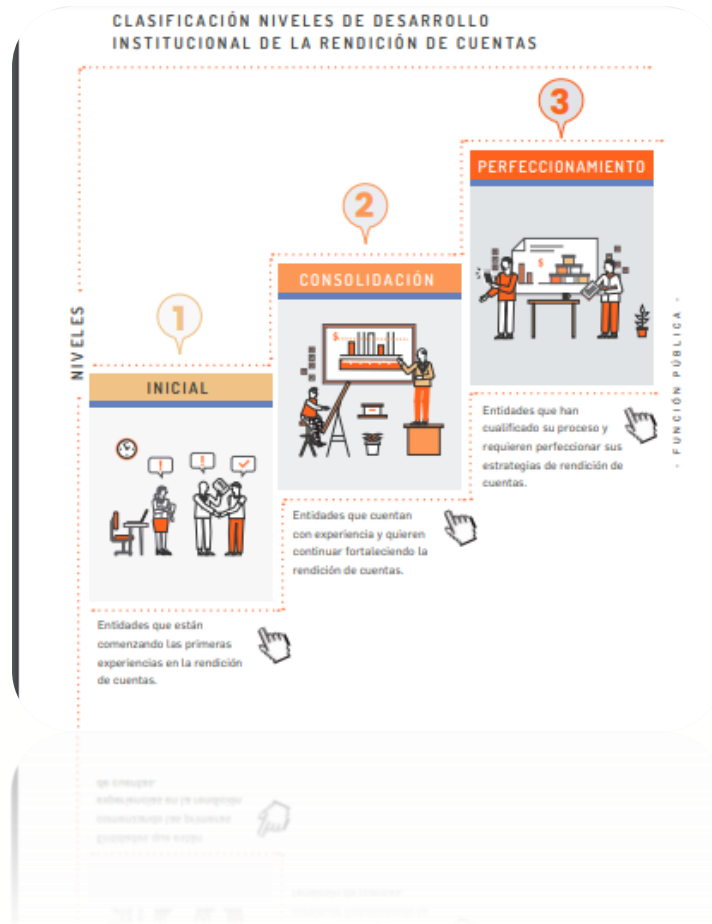 CLASIFICACIÓN NIVELES DE DESARROLLO
INSTITUCIONAL DE LA RENDICIÓN DE CUENTAS
NIVELES
1
INICIAL
Entidades que están
comenzando las primeras
experiencias en la rendición
de cuentas.
2
CONSOLIDACIÓN
$
Entidades que cuentan
con experiencia y quieren
continuar fortaleciendo la
rendición de cuentas.
3
PERFECCIONAMIENTO
$
Entidades que han
cualificado su proceso y
requieren perfeccionar sus
estrategias de rendición de
cuentas.
- FUNCIÓN PÚBLICA -